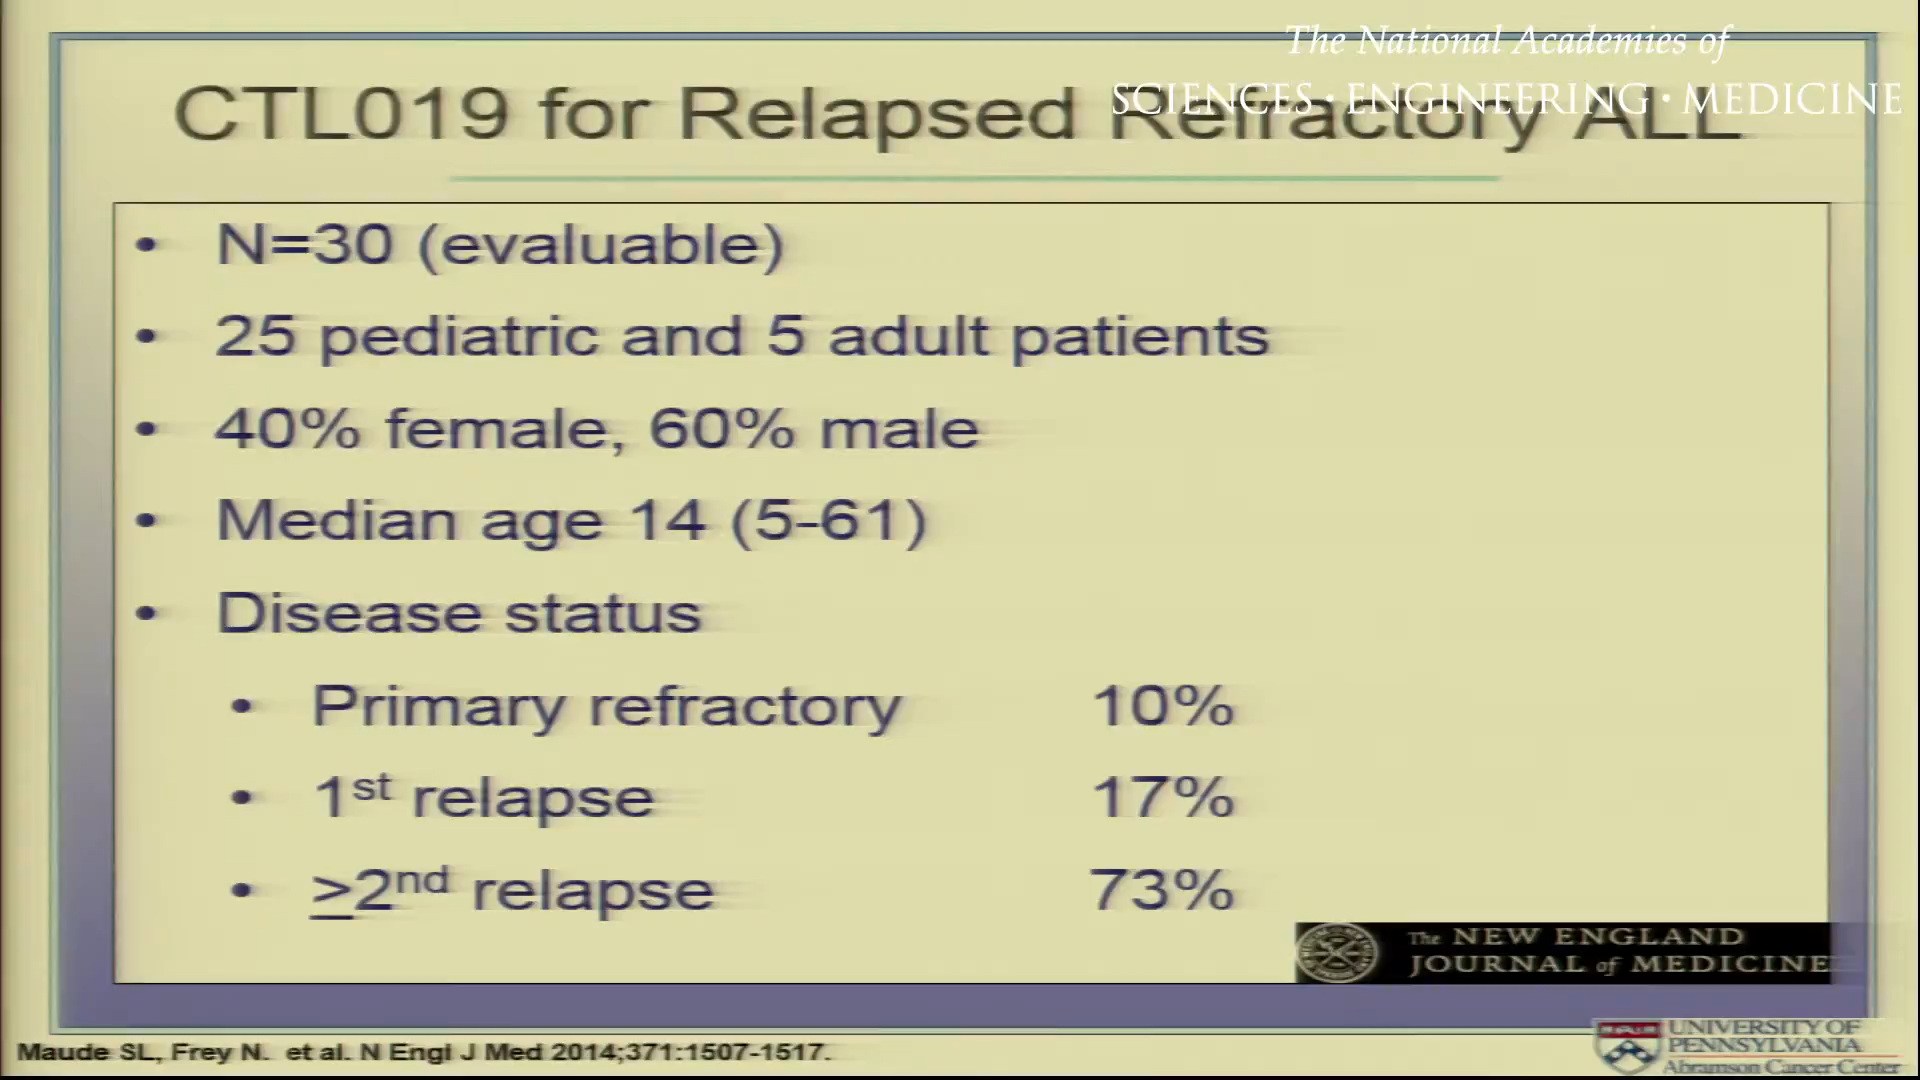 The National Academies of
SCIENCES · ENGINEERING · MEDICINE
CTL019 for Relapsed Refractory ALL
• N=30 (evaluable)
• 25 pediatric and 5 adult patients
• 40% female, 60% male
• Median age 14 (5-61)
• Disease status
• Primary refractory 10%
• 1st relapse 17%
• >2nd relapse 73%
The NEW ENGLAND
JOURNAL of MEDICINE
UNIVERSITY OF
PENNSYLVANIA
Abramson Cancer Center
Maude SL, Frey N. et al. N Engl J Med 2014;371:1507-1517.